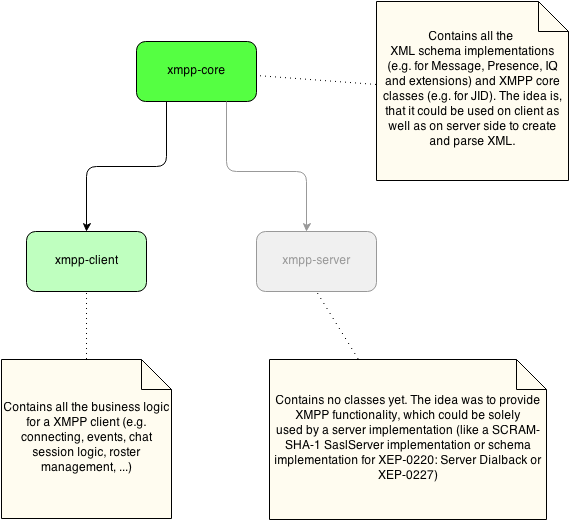 Contains all the
XML schema implementations
(e.g. for Message, Presence, IQ
and extensions) and XMPP core
classes (e.g. for JID). The idea is,
that it could be used on client as
well as on server side to create
and parse XML.
xmpp-core
xmpp-client
xmpp-server
Contains all the business logic
for a XMPP client (e.g.
connecting, events, chat
session logic, roster
management, ...)
Contains no classes yet. The idea was to provide
XMPP functionality, which could be solely
used by a server implementation (like a SCRAM-
SHA-1 SaslServer implementation or schema
implementation for XEP-0220: Server Dialback or
XEP-0227)